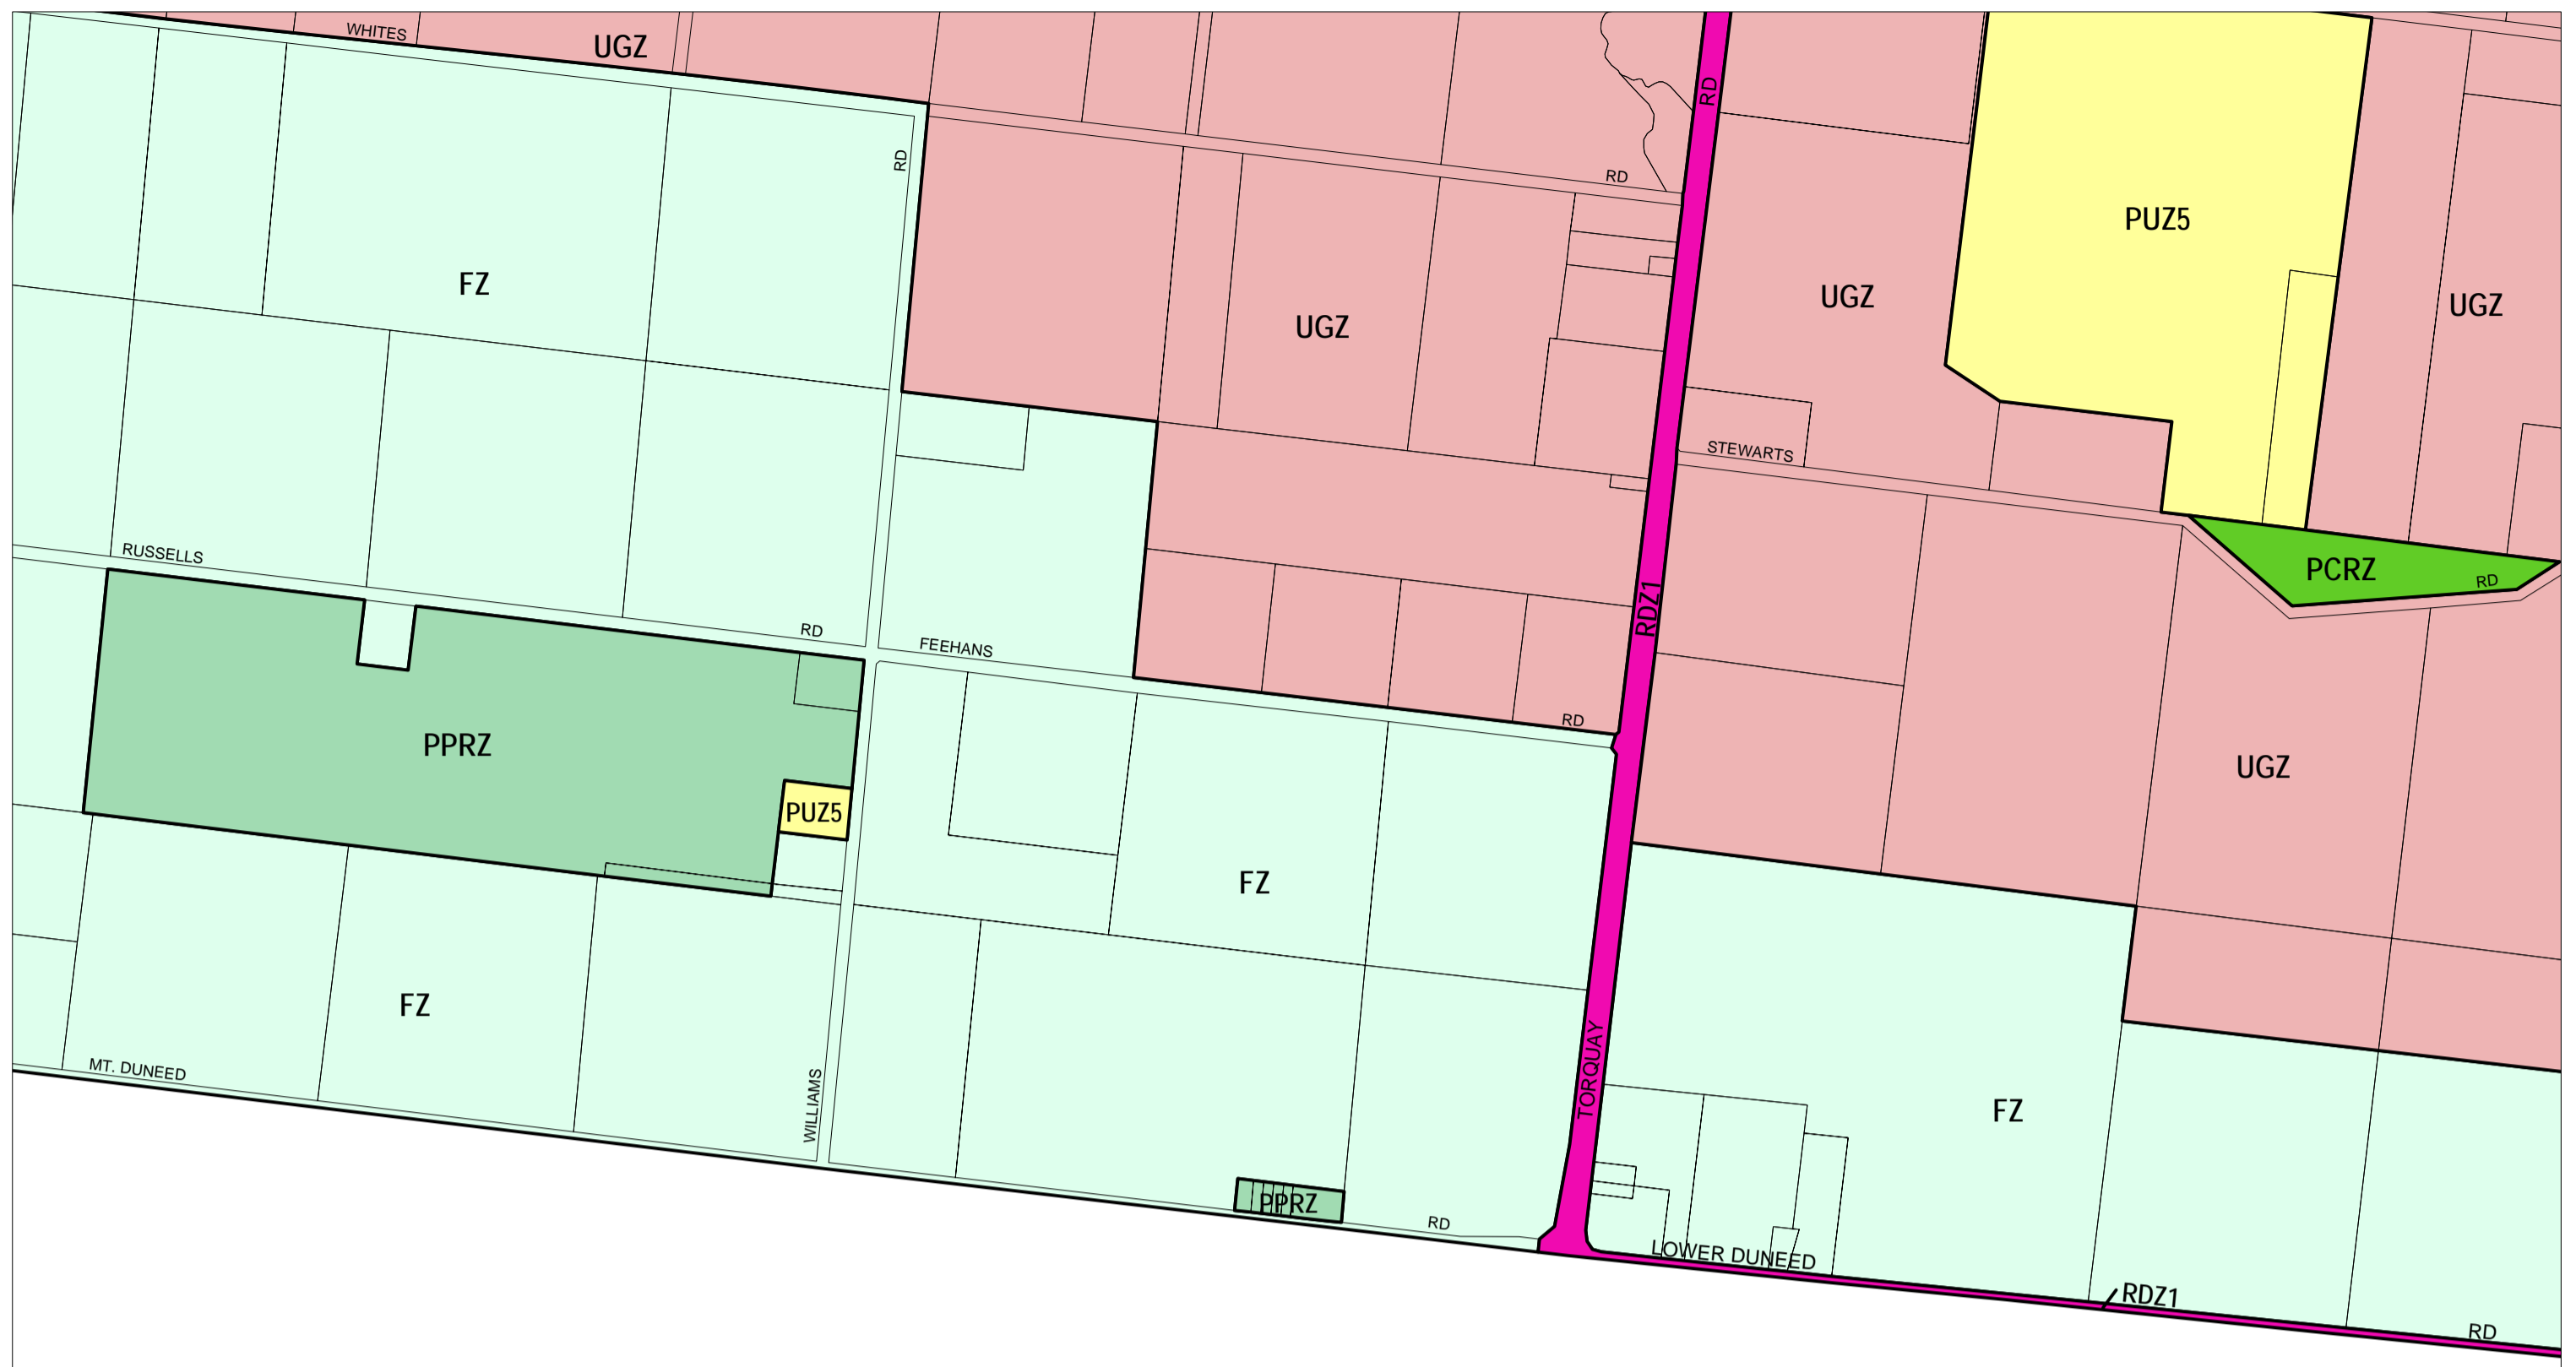 WHITES
UGZ
RD
RD
RD
PUZ5
FZ
UGZ
UGZ
UGZ
STEWARTS
RUSSELLS
PCRZ
RD
RDZ1
RD
FEEHANS
RD
PPRZ
UGZ
PUZ5
FZ
FZ
MT. DUNEED
WILLIAMS
TORQUAY
FZ
PPRZ
RD
LOWER DUNEED
RDZ1
RD